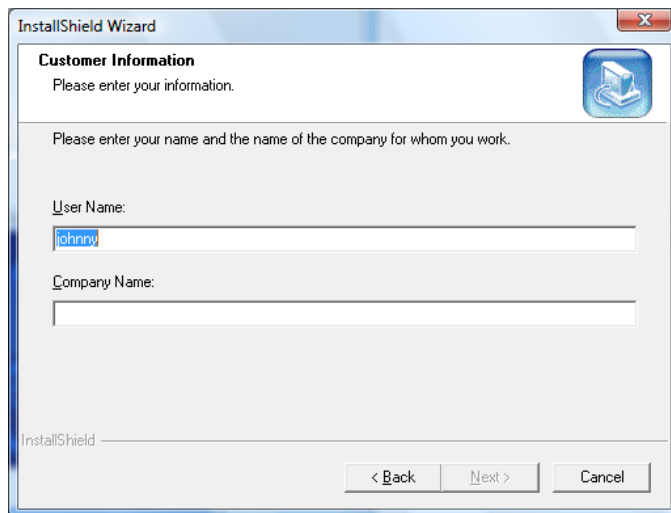 InstallShield Wizard
Customer Information
Please enter your information.
Please enter your name and the name of the company for whom you work.
User Name:
johnny
Company Name:
InstallShield
< Back Next > Cancel